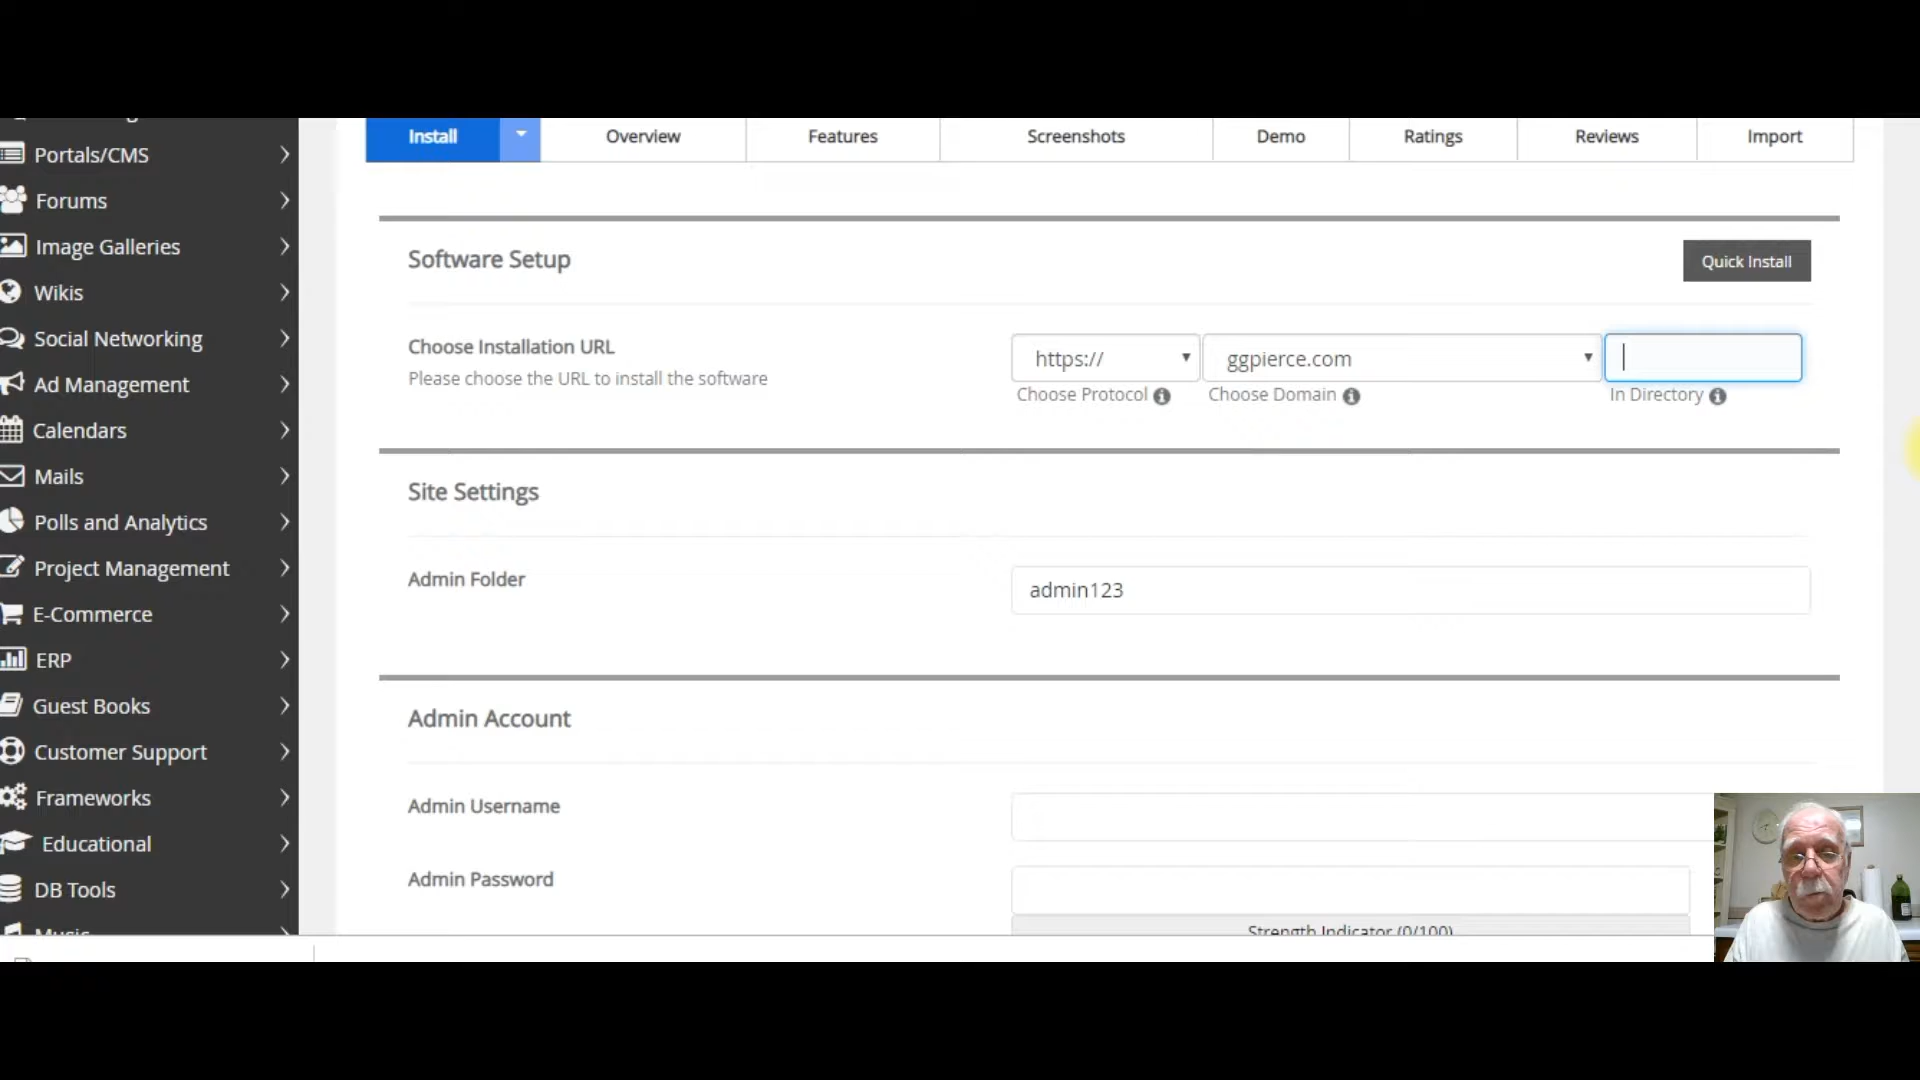 Install
Overview
Features
Screenshots
Demo
Ratings
Reviews
Import
Portals/CMS
Forums
Image Galleries
Wikis
Social Networking
Ad Management
Calendars
Mails
Polls and Analytics
Project Management
E-Commerce
ERP
Guest Books
Customer Support
Frameworks
Educational
DB Tools
Music
Software Setup
Quick Install
Choose Installation URL
Please choose the URL to install the software
https://
ggpierce.com
Choose Protocol
Choose Domain
In Directory
Site Settings
Admin Folder
admin123
Admin Account
Admin Username
Admin Password
Strength Indicator (0/100)